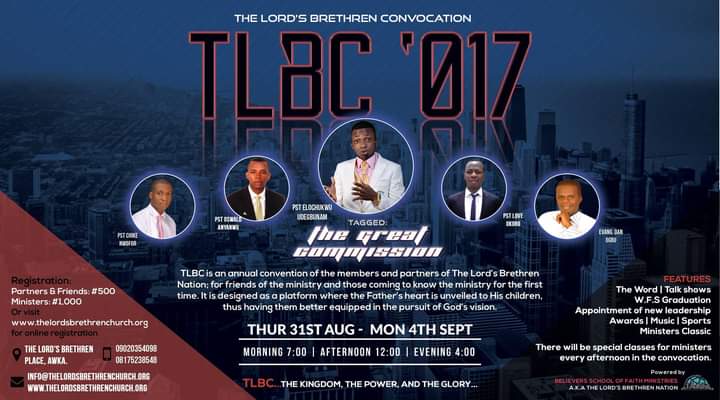 THE LORD'S BRETHREN CONVOCATION
TLBC '017
PST CHIKE
NWOFOR
PST OSWALD
ANYANWU
PST ELOCHUKWU
UDEGBUNAM
PST LOVE
OKORO
EVANG. DAN
OGBU
TAGGED:
The Great
Commission
TLBC is an annual convention of the members and partners of The Lord's Brethren
Nation; for friends of the ministry and those coming to know the ministry for the first
time. It is designed as a platform where the Father's heart is unveiled to His children,
thus having them better equipped in the pursuit of God's vision.
THUR 31ST AUG - MON 4TH SEPT
MORNING 7:00 | AFTERNOON 12:00 | EVENING 4:00
TLBC...THE KINGDOM, THE POWER, AND THE GLORY...
Registration:
Partners & Friends: #500
Ministers: #1,000
Or visit
www.thelordsbrethrenchurch.org
for online registration
THE LORD'S BRETHREN
PLACE, AWKA.
09020354098
08175238548
INFO@THELORDSBRETHRENCHURCH.ORG
WWW.THELORDSBRETHRENCHURCH.ORG
FEATURES
The Word | Talk shows
W.F.S Graduation
Appointment of new leadership
Awards | Music | Sports
Ministers Classic
There will be special classes for ministers
every afternoon in the convocation.
Powered by
BELIEVERS SCHOOL OF FAITH MINISTRIES
A.K.A THE LORD'S BRETHREN NATION